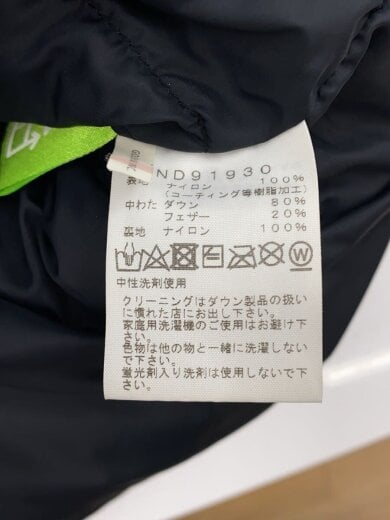 ND91930
表地 ナイロン 100%
(コーティング等樹脂加工)
中わた ダウン 80%
フェザー 20%
裏地 ナイロン 100%
W
中性洗剤使用
クリーニングはダウン製品の扱い
に慣れた店にお出し下さい。
家庭用洗濯機のご使用はお避け下
さい。
色物は他の物と一緒に洗濯しない
で下さい。
蛍光剤入り洗剤は使用しないで下
さい。